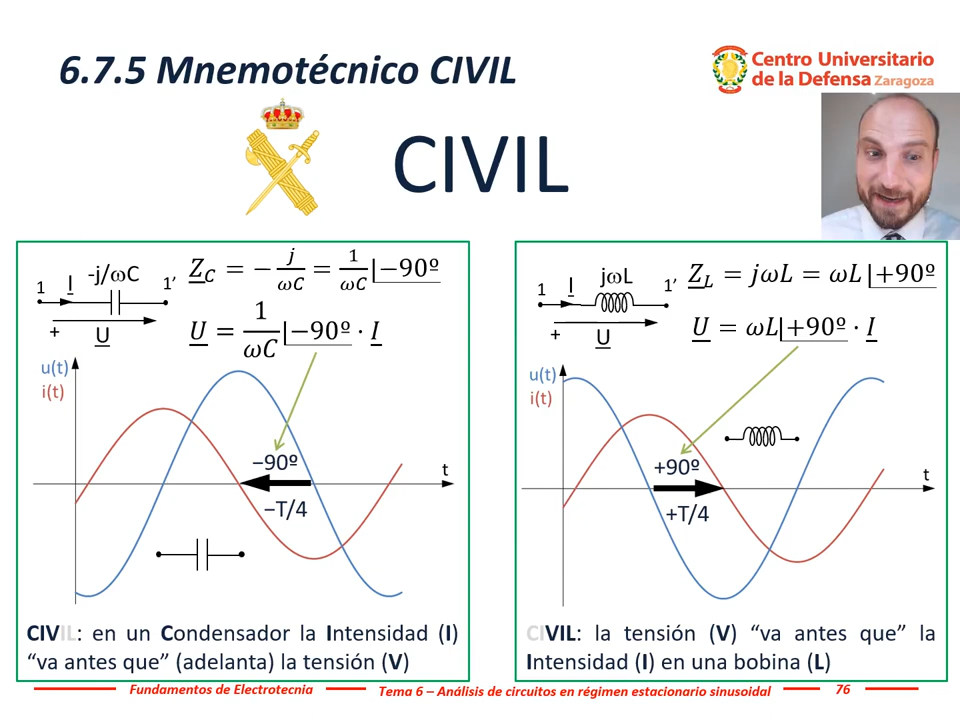 6.7.5 Mnemotécnico CIVIL
Centro Universitario
de la Defensa Zaragoza
CIVIL
1 I -j/ωC 1’
+ U
Z_C = − j/ωC = 1/ωC |−90º
U = 1/ωC |−90º · I
u(t)
i(t)
−90º
t
−T/4
CIVIL: en un Condensador la Intensidad (I)
“va antes que” (adelanta) la tensión (V)
1 I jωL 1’
+ U
Z_L = jωL = ωL |+90º
U = ωL|+90º · I
u(t)
i(t)
+90º
t
+T/4
CIVIL: la tensión (V) “va antes que” la
Intensidad (I) en una bobina (L)
Fundamentos de Electrotecnia
Tema 6 – Análisis de circuitos en régimen estacionario sinusoidal
76